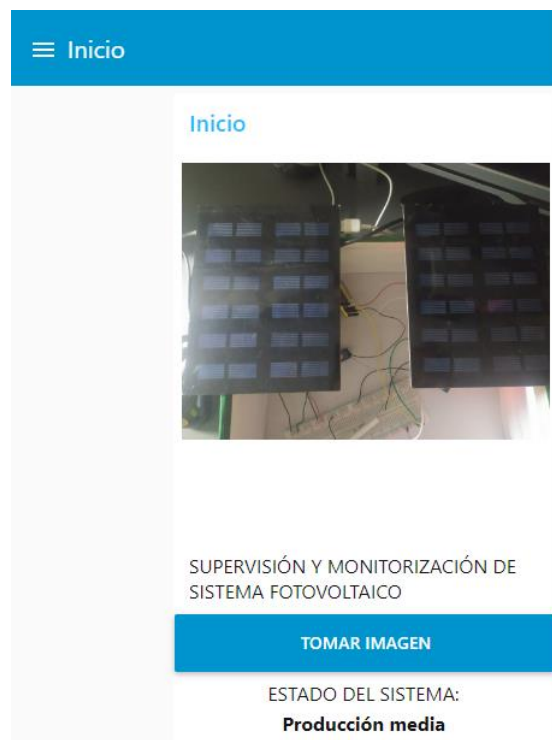 Inicio
Inicio
SUPERVISIÓN Y MONITORIZACIÓN DE
SISTEMA FOTOVOLTAICO
TOMAR IMAGEN
ESTADO DEL SISTEMA:
Producción media